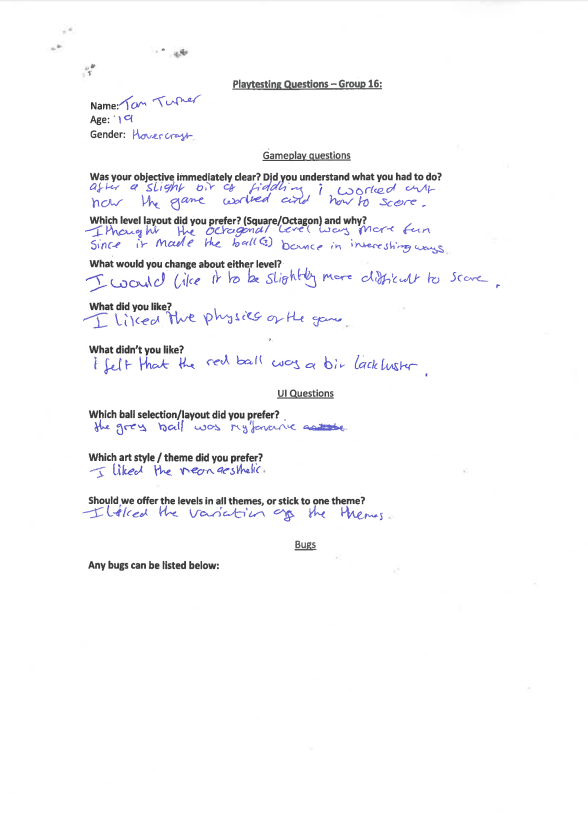 Playtesting Questions – Group 16:
Name: Tom Turner
Age: 19
Gender: Hovercraft
Gameplay questions
Was your objective immediately clear? Did you understand what you had to do?
after a slight bit of fiddling i worked out
how the game worked and how to score.
Which level layout did you prefer? (Square/Octagon) and why?
I thought the octagonal level was more fun
since it made the ball(s) bounce in interesting ways.
What would you change about either level?
I would like it to be slightly more difficult to score.
What did you like?
I liked the physics of the game.
What didn't you like?
i felt that the red ball was a bit lackluster.
UI Questions
Which ball selection/layout did you prefer?
the grey ball was my favourite
Which art style / theme did you prefer?
I liked the neon aesthetic.
Should we offer the levels in all themes, or stick to one theme?
I liked the variation of the themes.
Bugs
Any bugs can be listed below: